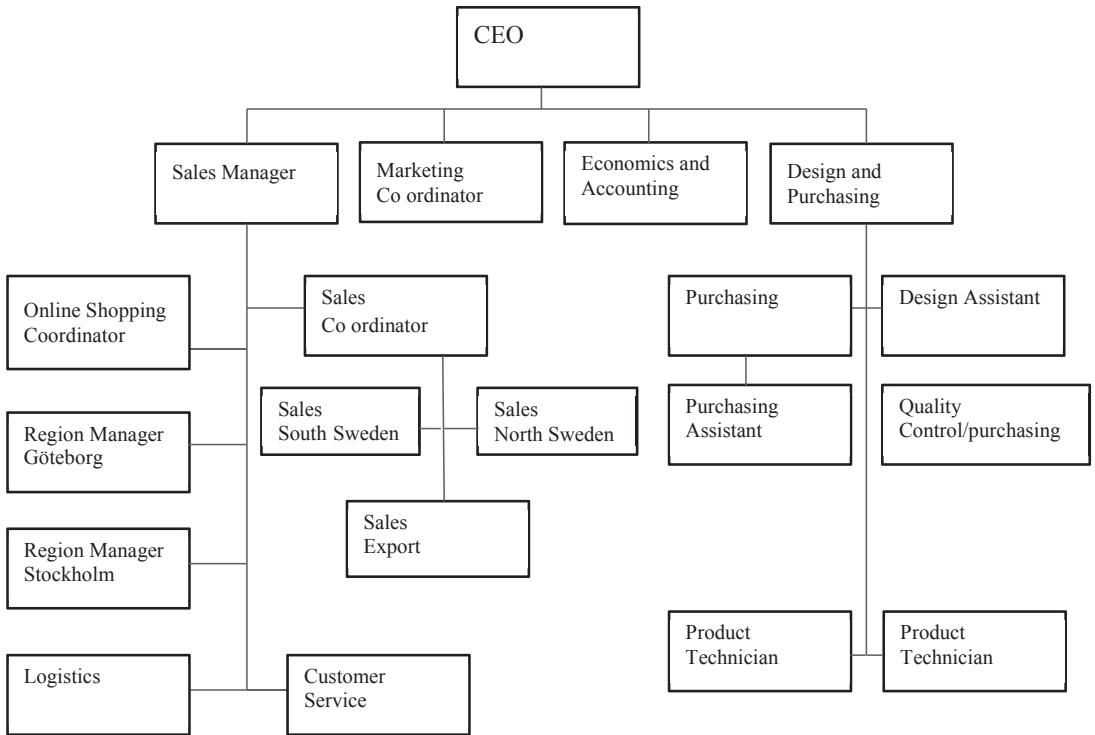 CEO
Sales Manager
Marketing
Co ordinator
Economics and
Accounting
Design and
Purchasing
Online Shopping
Coordinator
Sales
Co ordinator
Purchasing
Design Assistant
Region Manager
Göteborg
Sales
South Sweden
Sales
North Sweden
Purchasing
Assistant
Quality
Control/purchasing
Sales
Export
Region Manager
Stockholm
Product
Technician
Product
Technician
Logistics
Customer
Service